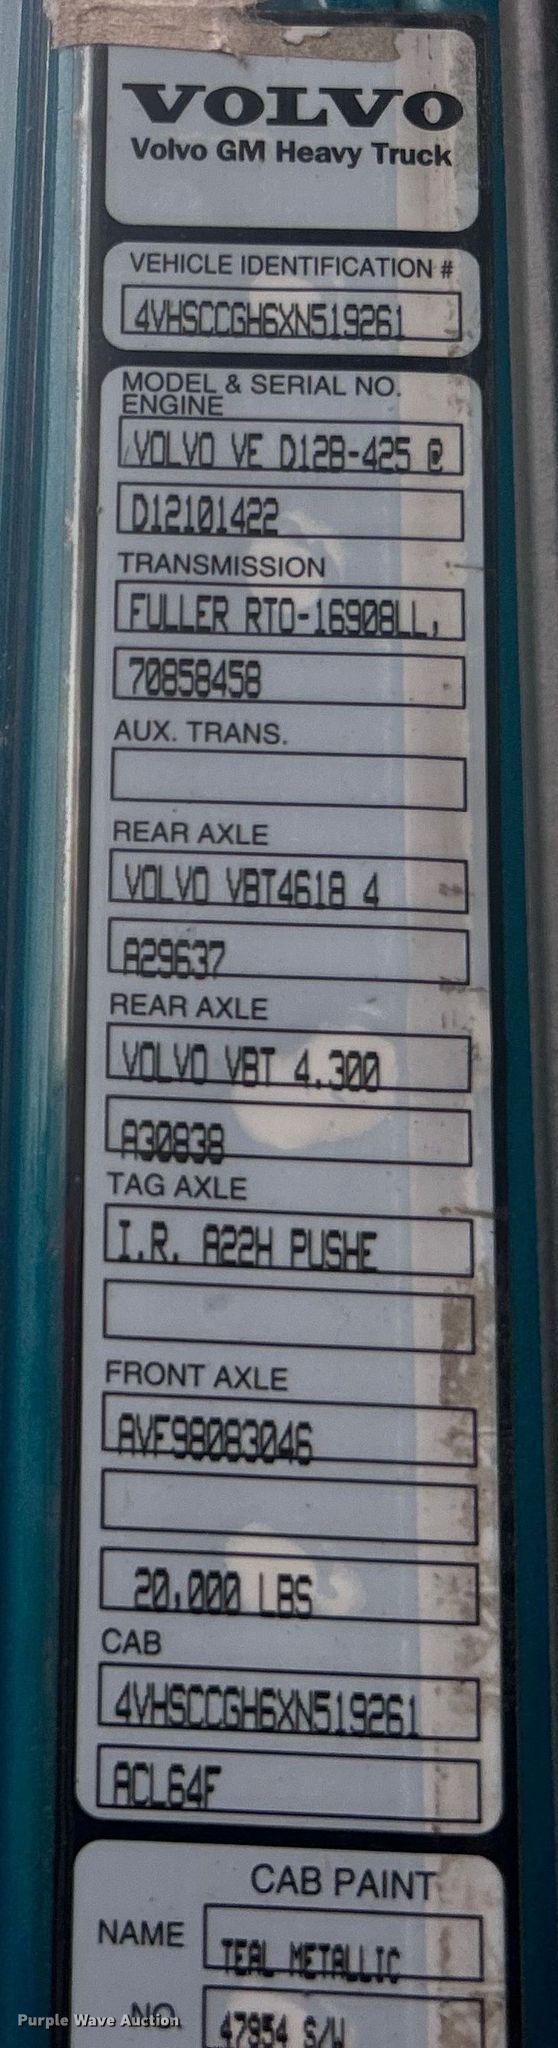 VOLVO
Volvo GM Heavy Truck
VEHICLE IDENTIFICATION #
4VHSCCGH6XN519261
MODEL & SERIAL NO.
ENGINE
VOLVO VE D12B-425 @
D12101422
TRANSMISSION
FULLER RTO-16908LL,
70858458
AUX. TRANS.
REAR AXLE
VOLVO VBT4618 4
A29637
REAR AXLE
VOLVO VBT 4.300
A30838
TAG AXLE
I.R. A22H PUSHE
FRONT AXLE
AVF98083046
20,000 LBS
CAB
4VHSCCGH6XN519261
ACL64F
CAB PAINT
NAME
TEAL METALLIC
NO.
47954 S/W
Purple Wave Auction